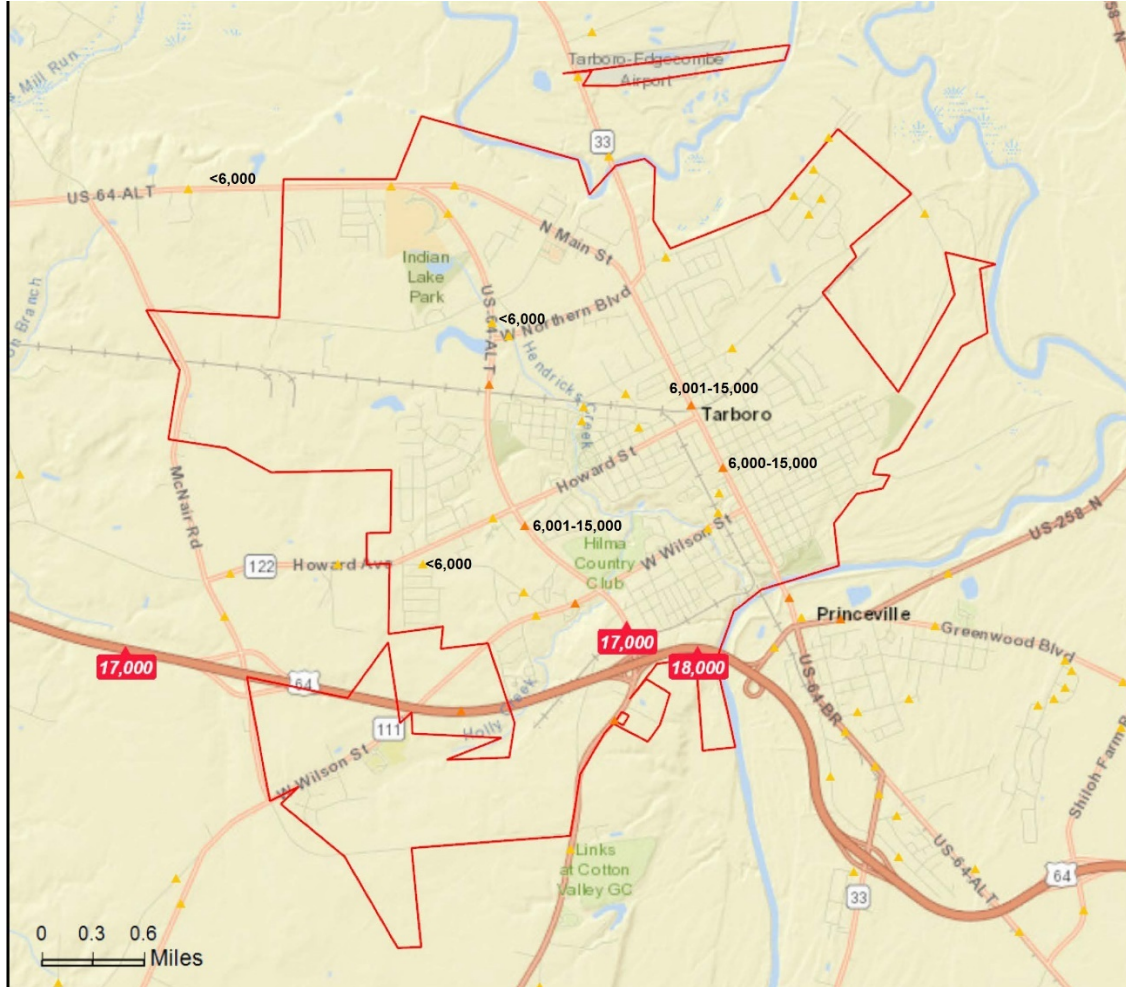 58 N
Mill Run
Tarboro-Edgecombe
Airport
33
<6,000
US-64-ALT
N Main St
Indian
Lake
Park
US-64-ALT
<6,000
W Northern Blvd
on Branch
Hendricks Creek
6,001-15,000
Tarboro
Howard St
6,000-15,000
McNair Rd
6,001-15,000
US-258-N
W Wilson St
Hilma
Country
Club
122
Howard Ave
<6,000
Princeville
Greenwood Blvd
17,000
17,000
18,000
64
US-64-BR
111
Holly Creek
W Wilson St
Shiloh Farm R
Links
at Cotton
Valley GC
US-64-ALT
64
33
0 0.3 0.6
Miles